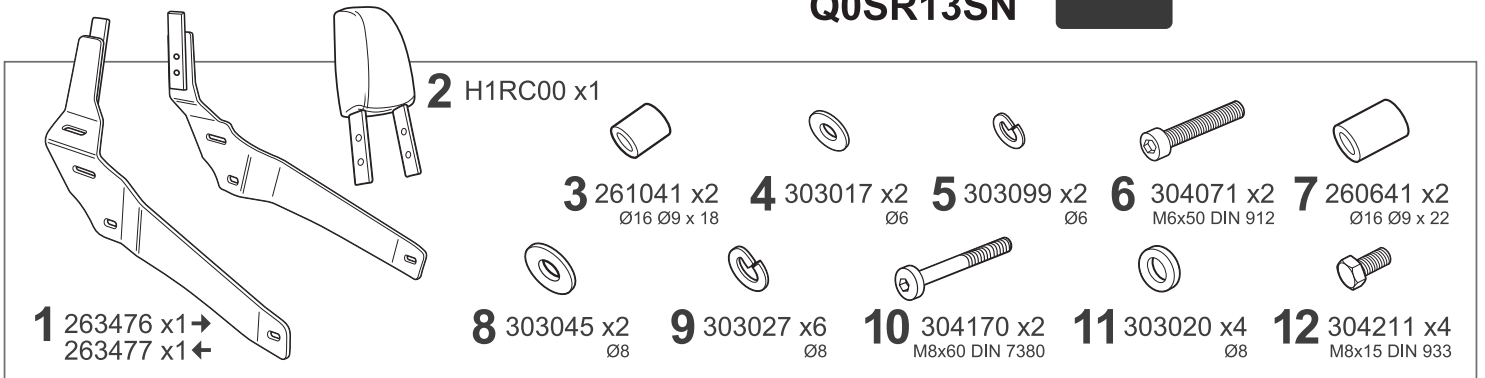 Q0SR13SN
2 H1RC00 x1
3 261041 x2
Ø16 Ø9 x 18
4 303017 x2
Ø6
5 303099 x2
Ø6
6 304071 x2
M6x50 DIN 912
7 260641 x2
Ø16 Ø9 x 22
1 263476 x1→
263477 x1←
8 303045 x2
Ø8
9 303027 x6
Ø8
10 304170 x2
M8x60 DIN 7380
11 303020 x4
Ø8
12 304211 x4
M8x15 DIN 933